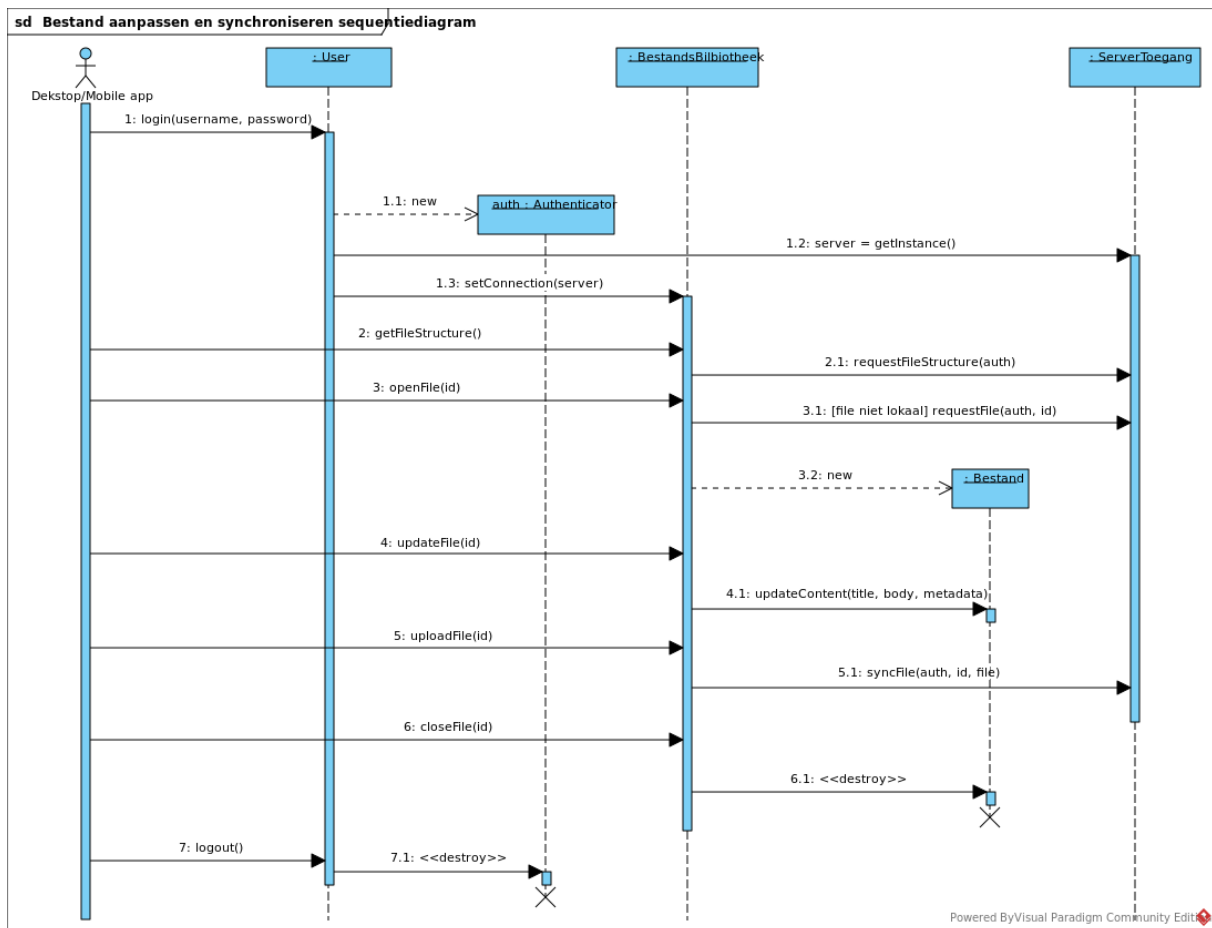 sd Bestand aanpassen en synchroniseren sequentiediagram
: User
: BestandsBilbiotheek
: ServerToegang
Dekstop/Mobile app
1: login(username, password)
1.1: new
auth : Authenticator
1.2: server = getInstance()
1.3: setConnection(server)
2: getFileStructure()
2.1: requestFileStructure(auth)
3: openFile(id)
3.1: [file niet lokaal] requestFile(auth, id)
3.2: new
: Bestand
4: updateFile(id)
4.1: updateContent(title, body, metadata)
5: uploadFile(id)
5.1: syncFile(auth, id, file)
6: closeFile(id)
6.1: <<destroy>>
7: logout()
7.1: <<destroy>>
Powered ByVisual Paradigm Community Edition